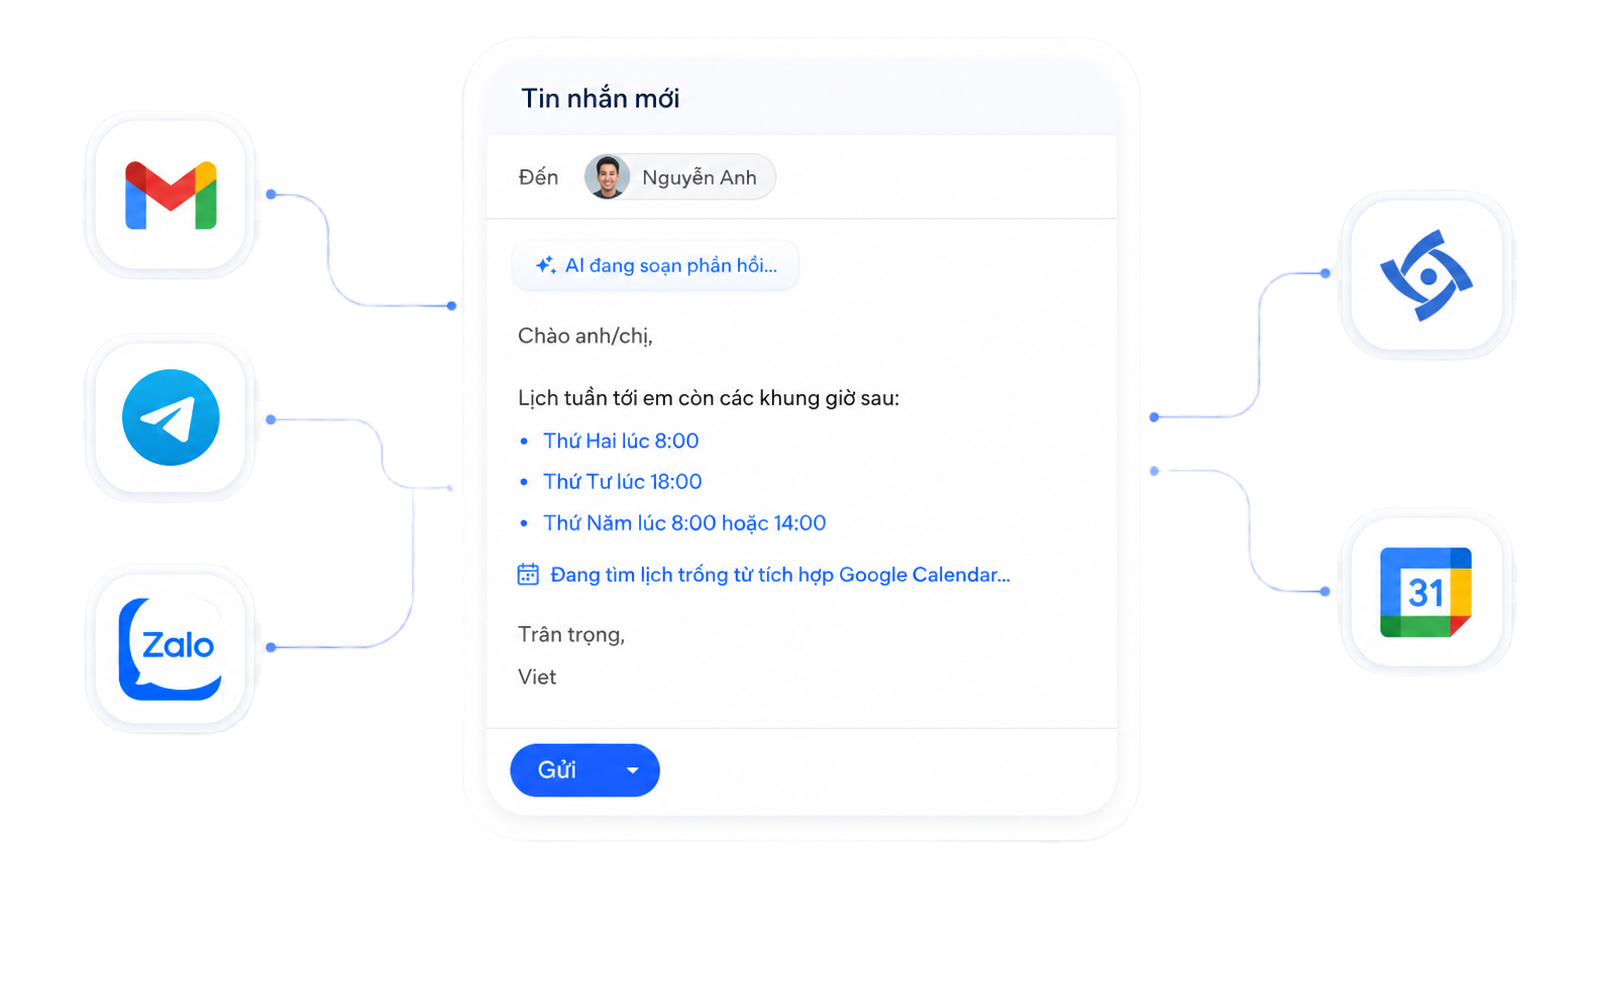 Tin nhắn mới
Đến
Nguyễn Anh
AI đang soạn phần hồi...
Chào anh/chị,
Lịch tuần tới em còn các khung giờ sau:
• Thứ Hai lúc 8:00
• Thứ Tư lúc 18:00
• Thứ Năm lúc 8:00 hoặc 14:00
Đang tìm lịch trống từ tích hợp Google Calendar...
Trân trọng,
Viet
Gửi
Zalo
31